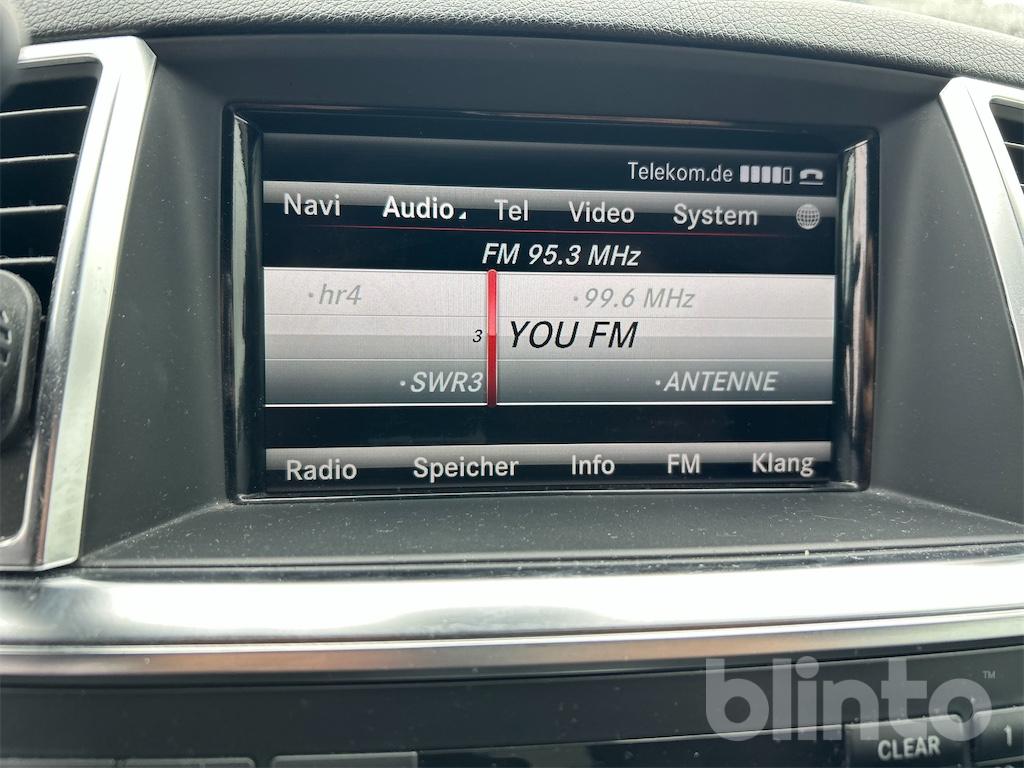 Telekom.de
Navi Audio Tel Video System
FM 95.3 MHz
·hr4 ·99.6 MHz
3 YOU FM
·SWR3 ·ANTENNE
Radio Speicher Info FM Klang
blinto™
CLEAR 1